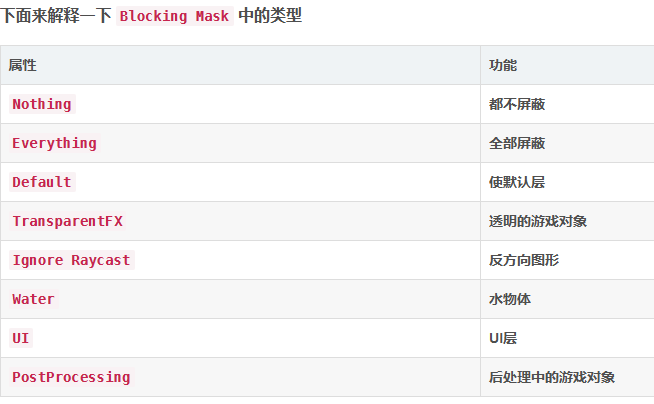 下面来解释一下 Blocking Mask 中的类型
属性 功能
Nothing 都不屏蔽
Everything 全部屏蔽
Default 使默认层
TransparentFX 透明的游戏对象
Ignore Raycast 反方向图形
Water 水物体
UI UI层
PostProcessing 后处理中的游戏对象